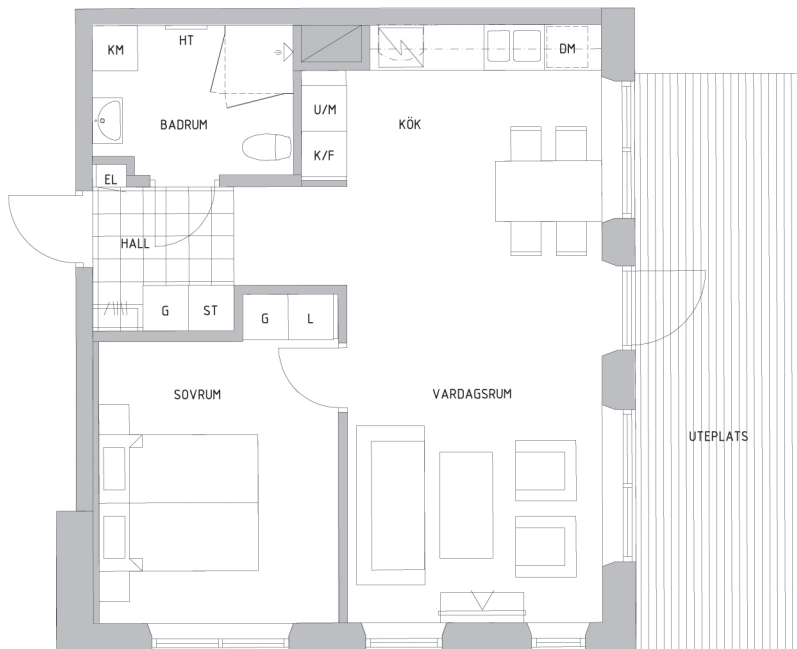 KM
HT
DM
U/M
BADRUM
KÖK
K/F
EL
HALL
G
ST
G
L
SOVRUM
VARDAGSRUM
UTEPLATS